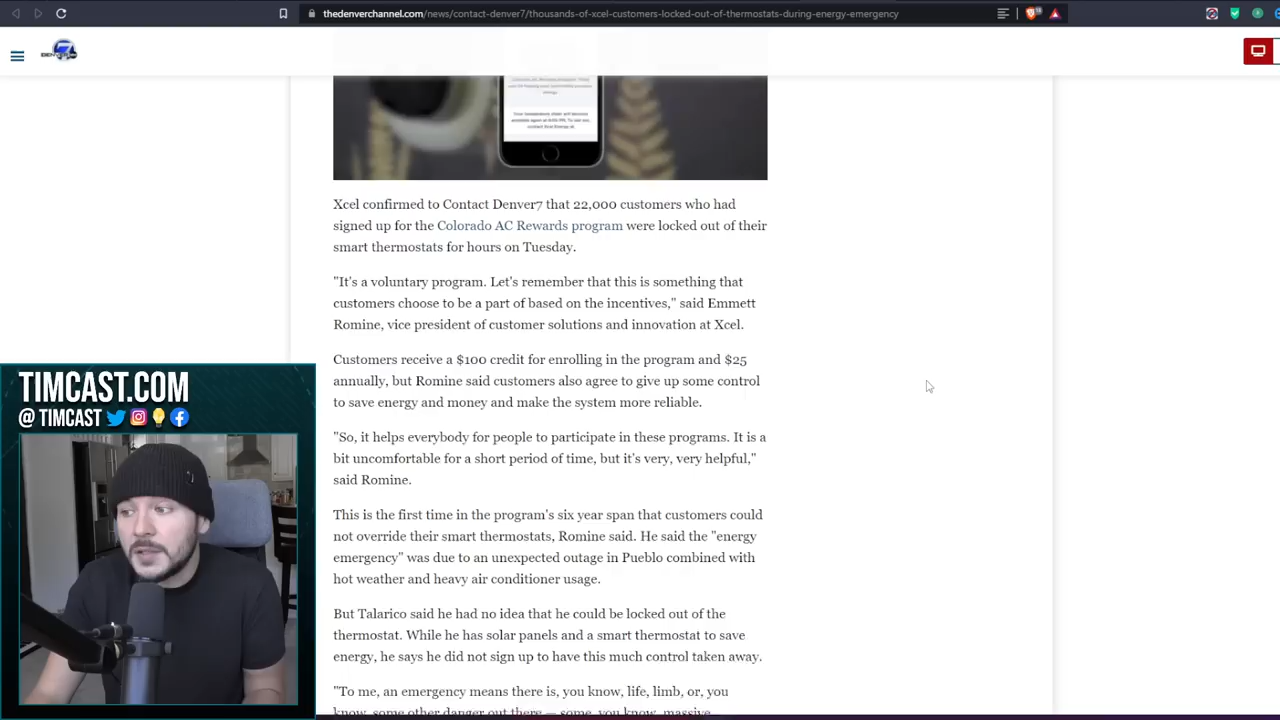 thedenverchannel.com/news/contact-denver7/thousands-of-xcel-customers-locked-out-of-thermostats-during-energy-emergency
Xcel confirmed to Contact Denver7 that 22,000 customers who had
signed up for the Colorado AC Rewards program were locked out of their
smart thermostats for hours on Tuesday.
"It's a voluntary program. Let's remember that this is something that
customers choose to be a part of based on the incentives," said Emmett
Romine, vice president of customer solutions and innovation at Xcel.
Customers receive a $100 credit for enrolling in the program and $25
annually, but Romine said customers also agree to give up some control
to save energy and money and make the system more reliable.
"So, it helps everybody for people to participate in these programs. It is a
bit uncomfortable for a short period of time, but it's very, very helpful,"
said Romine.
This is the first time in the program's six year span that customers could
not override their smart thermostats, Romine said. He said the "energy
emergency" was due to an unexpected outage in Pueblo combined with
hot weather and heavy air conditioner usage.
But Talarico said he had no idea that he could be locked out of the
thermostat. While he has solar panels and a smart thermostat to save
energy, he says he did not sign up to have this much control taken away.
"To me, an emergency means there is, you know, life, limb, or, you
know, some other danger out there — some, you know, massive
TIMCAST.COM
@ TIMCAST